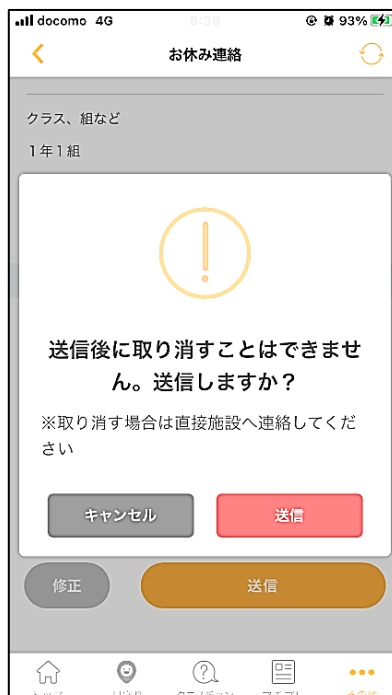 docomo 4G 8:30 93%
お休み連絡
クラス、組など
1年1組
送信後に取り消すことはできませ
ん。送信しますか？
※取り消す場合は直接施設へ連絡してくだ
さい
キャンセル 送信
修正 送信